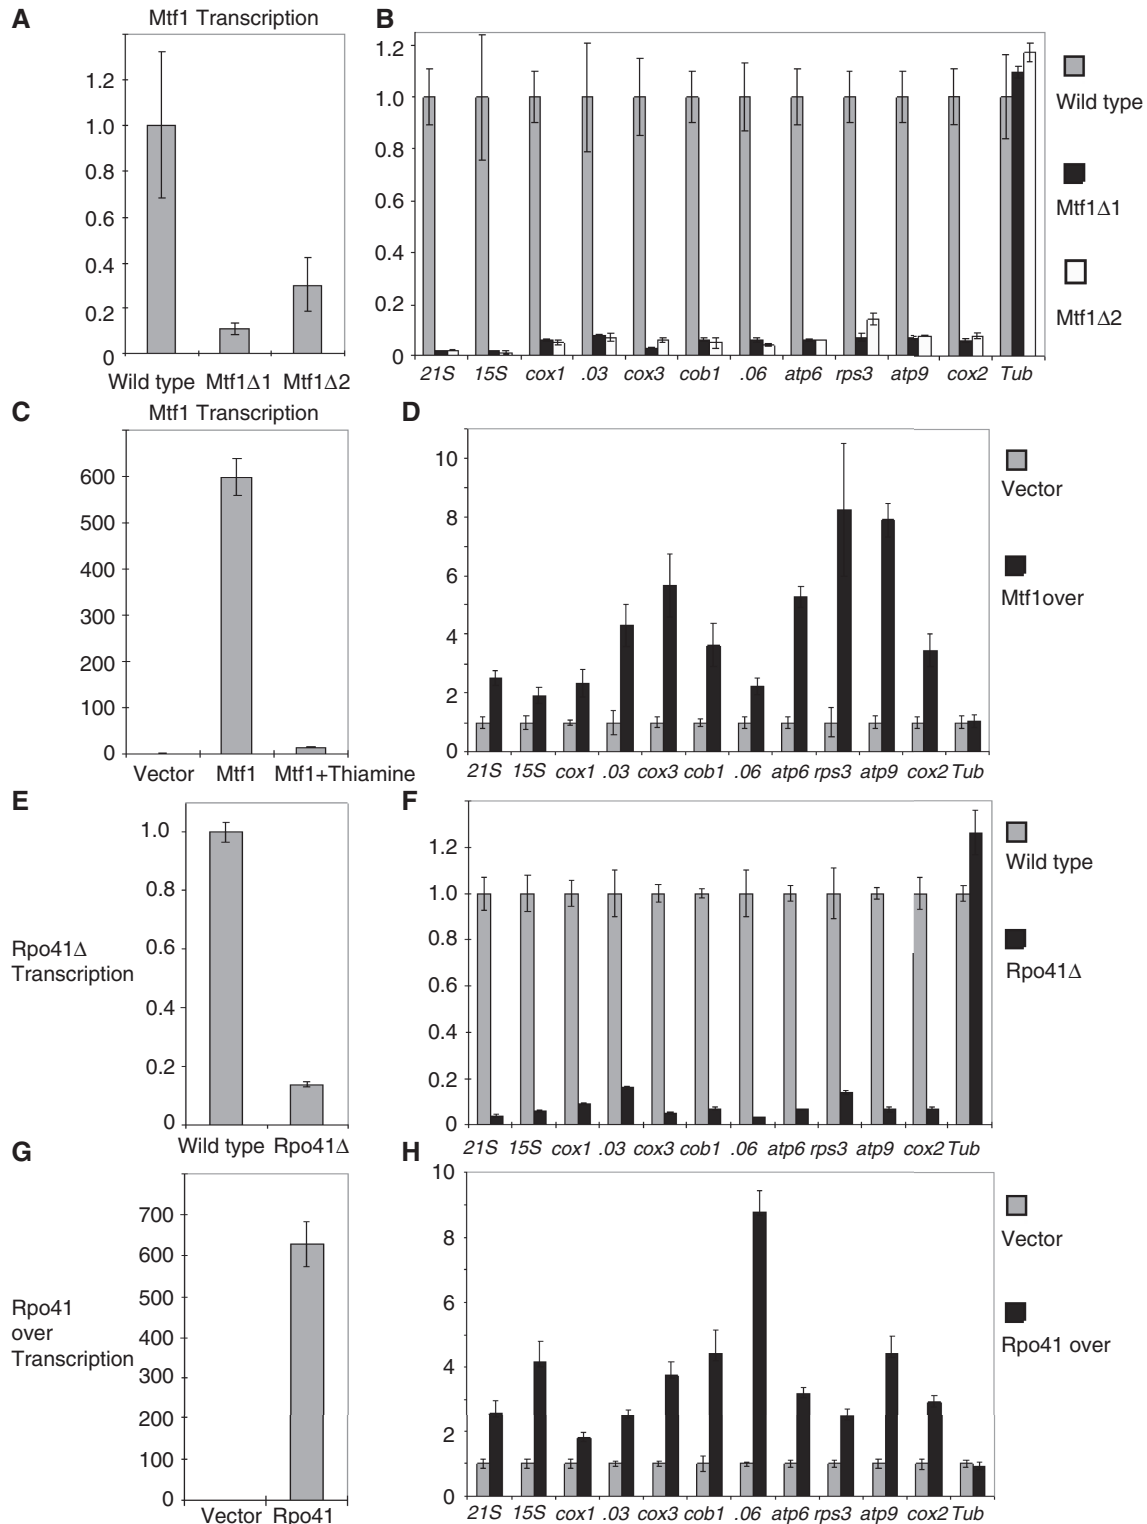 A
Mtf1 Transcription
1.2
1.0
0.8
0.6
0.4
0.2
0
Wild type Mtf1Δ1 Mtf1Δ2
B
1.2
1.0
0.8
0.6
0.4
0.2
0
21S 15S cox1 .03 cox3 cob1 .06 atp6 rps3 atp9 cox2 Tub
Wild type
Mtf1Δ1
Mtf1Δ2
C
Mtf1 Transcription
600
500
400
300
200
100
0
Vector Mtf1 Mtf1+Thiamine
D
10
8
6
4
2
0
21S 15S cox1 .03 cox3 cob1 .06 atp6 rps3 atp9 cox2 Tub
Vector
Mtf1over
E
Rpo41Δ
Transcription
1.0
0.8
0.6
0.4
0.2
0
Wild type Rpo41Δ
F
1.2
1.0
0.8
0.6
0.4
0.2
0
21S 15S cox1 .03 cox3 cob1 .06 atp6 rps3 atp9 cox2 Tub
Wild type
Rpo41Δ
G
Rpo41
over
Transcription
700
600
500
400
300
200
100
0
Vector Rpo41
H
10
8
6
4
2
0
21S 15S cox1 .03 cox3 cob1 .06 atp6 rps3 atp9 cox2 Tub
Vector
Rpo41 over